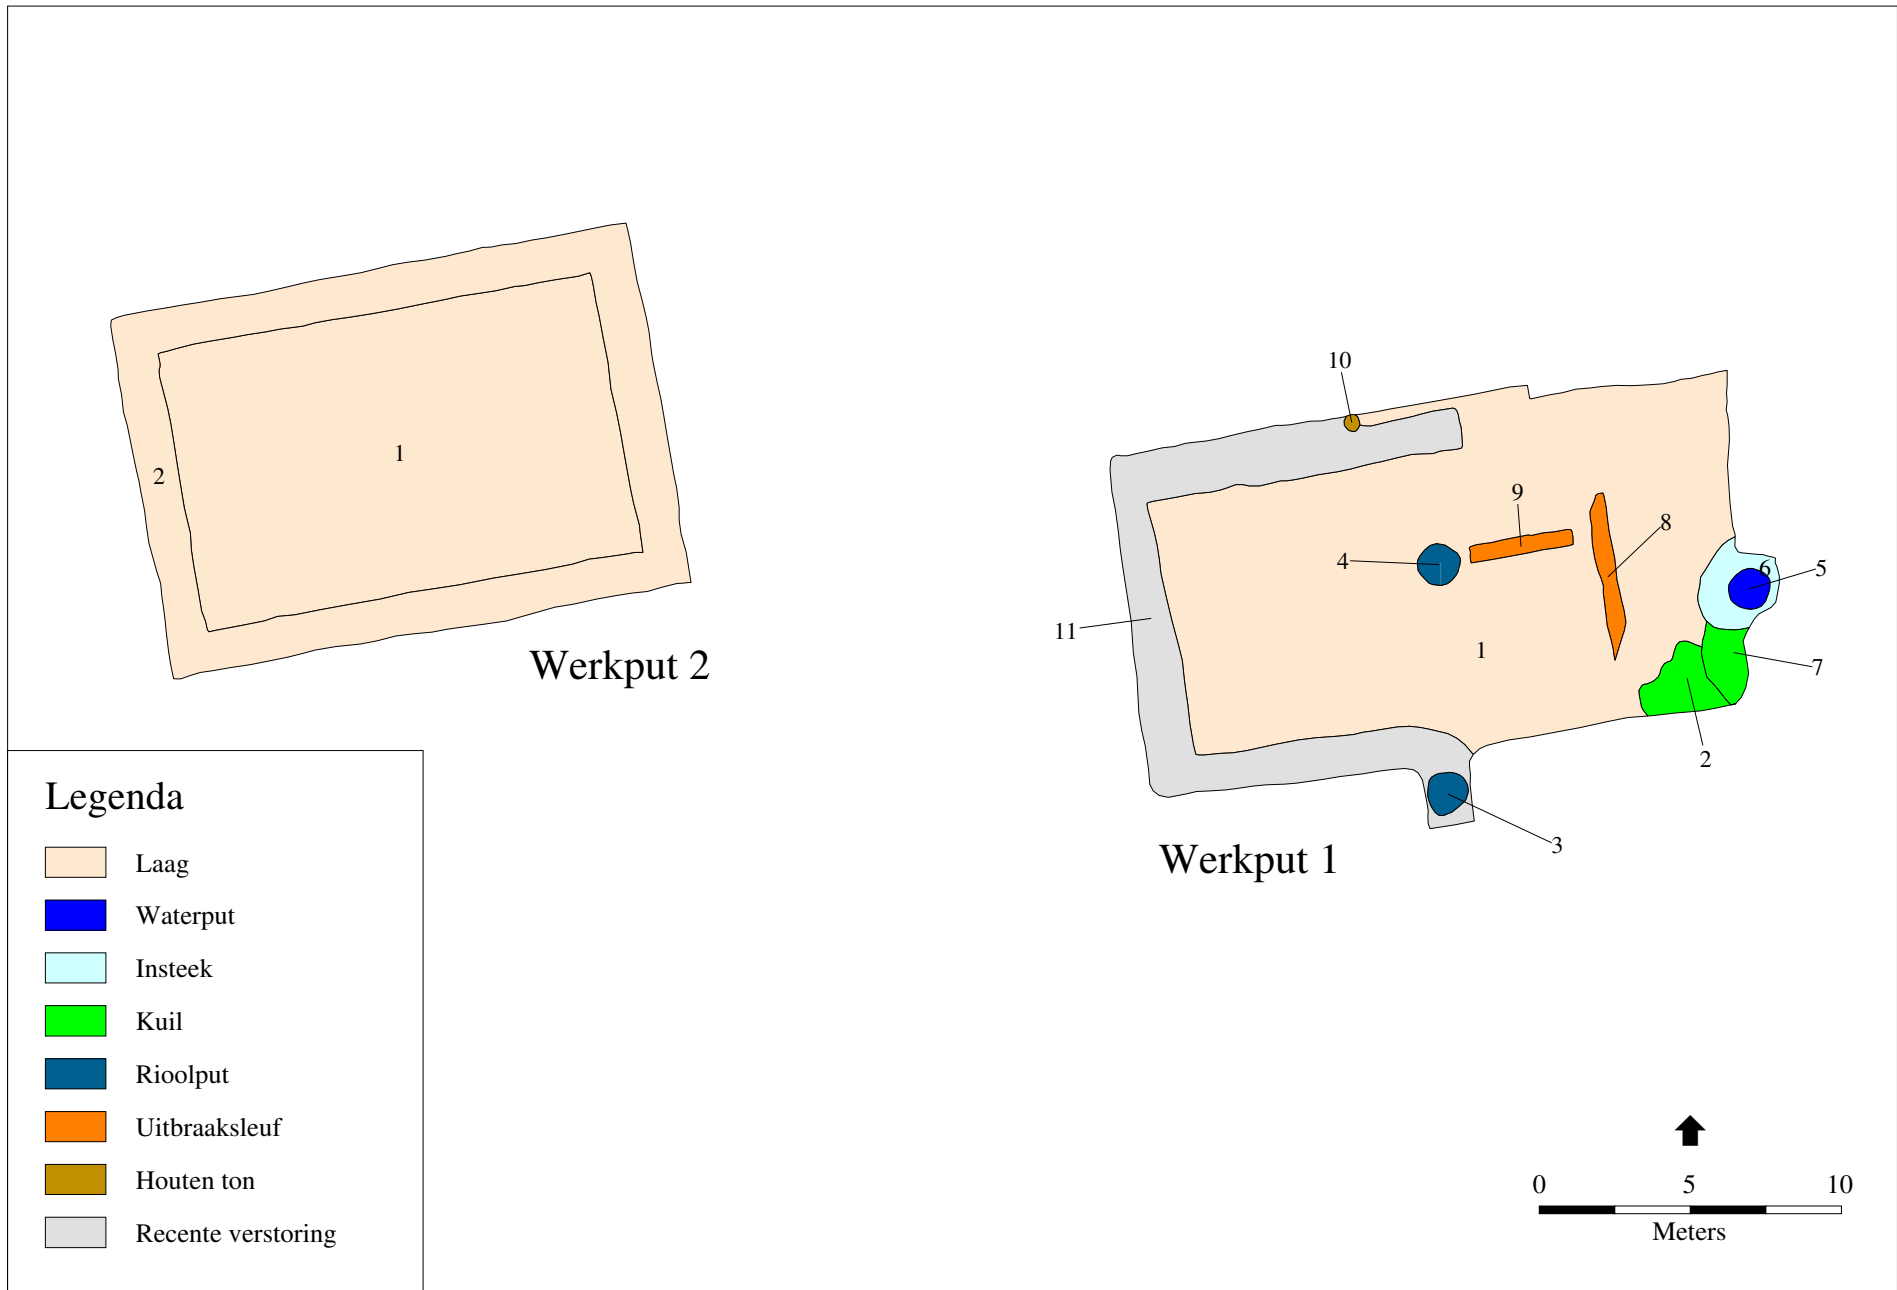 1
2
Werkput 2
10
9
8
4
6
5
11
1
7
2
3
Werkput 1
Legenda
Laag
Waterput
Insteek
Kuil
Rioolput
Uitbraaksleuf
Houten ton
Recente verstoring
0 5 10
Meters